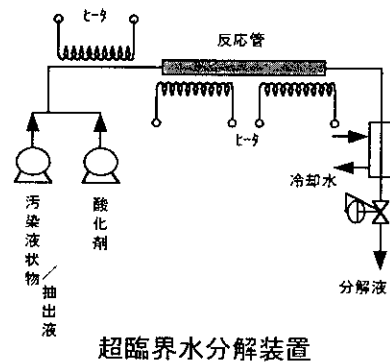 ヒータ
反応管
ヒータ
冷却水
汚染液状物／抽出液
酸化剤
分解液
超臨界水分解装置